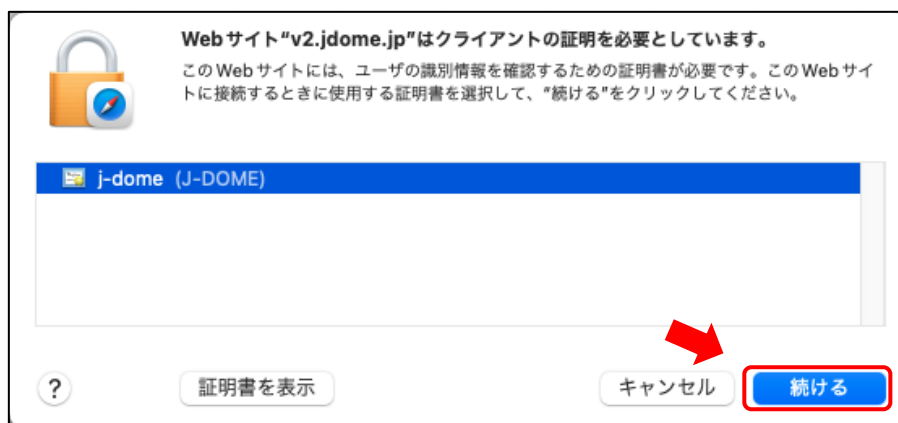 Webサイト“v2.jdome.jp”はクライアントの証明を必要としています。
このWebサイトには、ユーザの識別情報を確認するための証明書が必要です。このWebサイ
トに接続するときに使用する証明書を選択して、“続ける”をクリックしてください。
j-dome (J-DOME)
? 証明書を表示 キャンセル 続ける